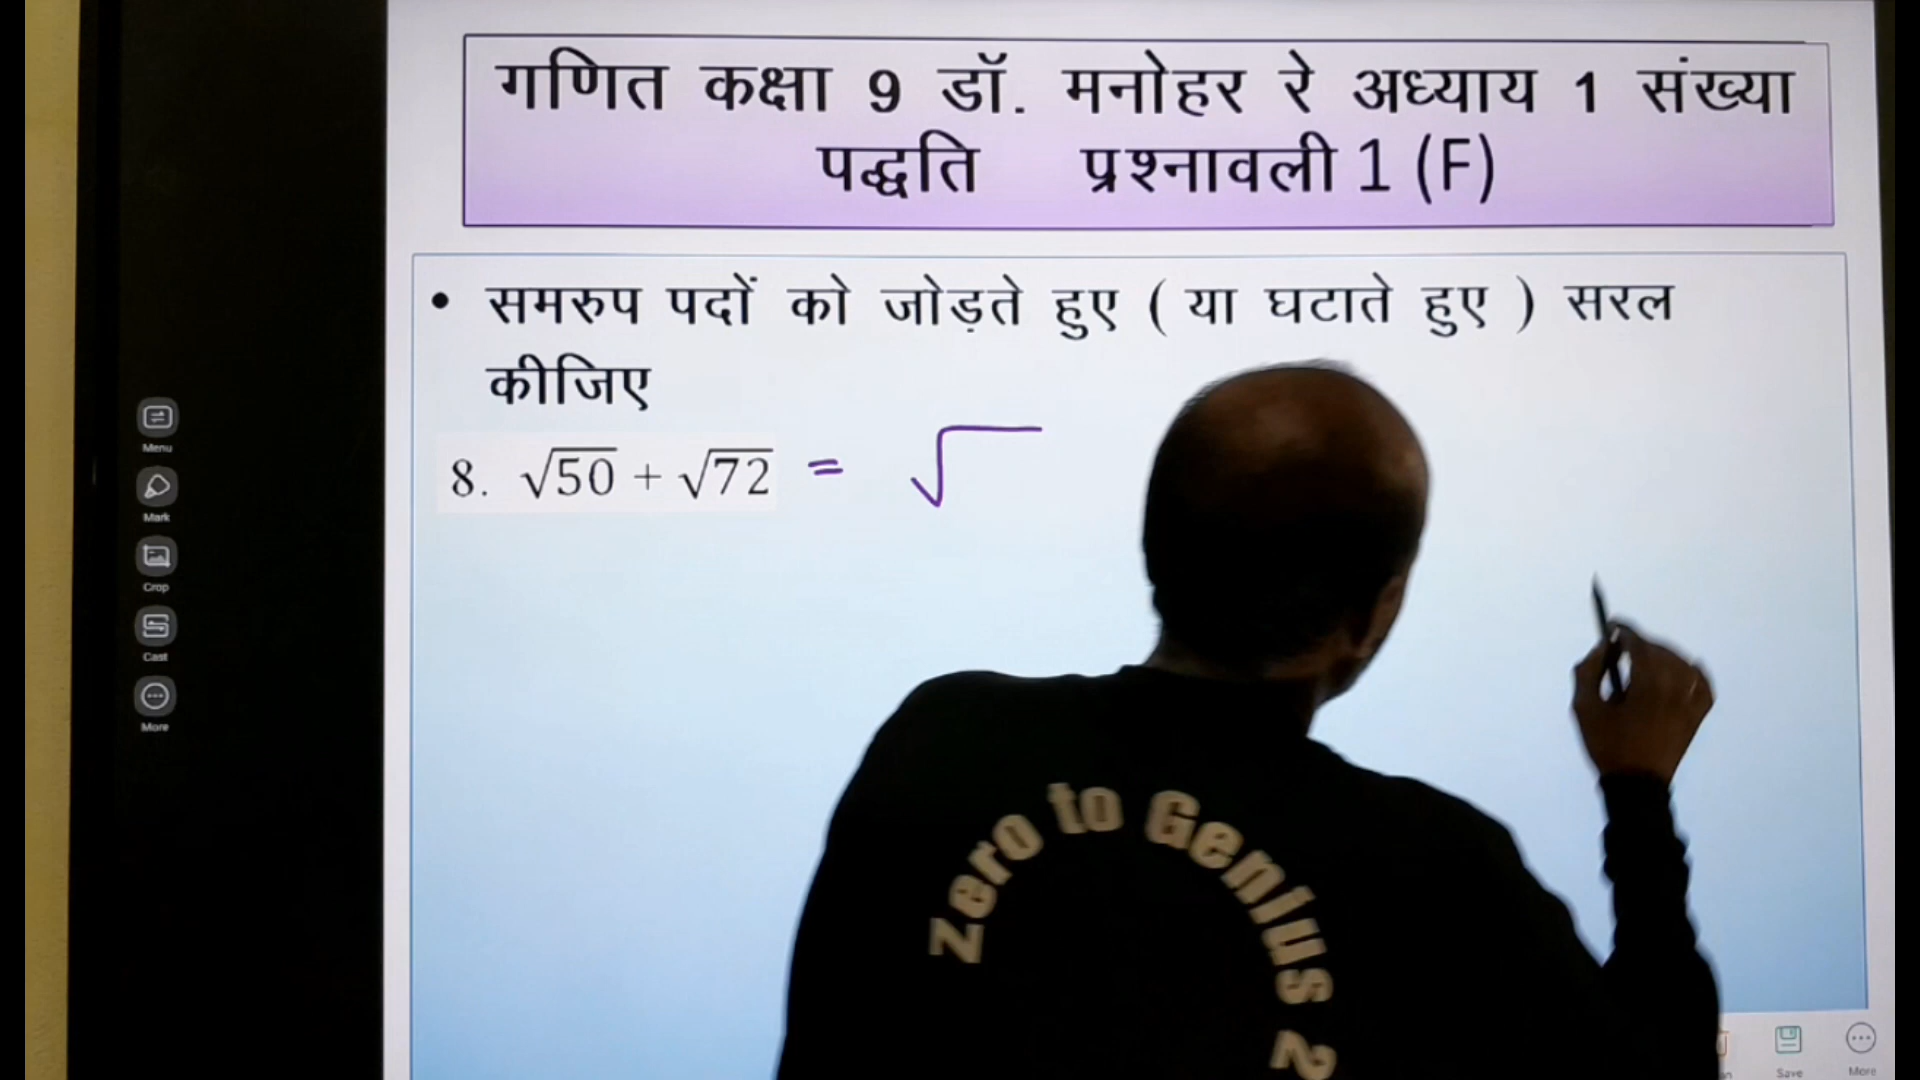 गणित कक्षा 9 डॉ. मनोहर रे अध्याय 1 संख्या
पद्धति प्रश्नावली 1 (F)
• समरुप पदों को जोड़ते हुए ( या घटाते हुए ) सरल
कीजिए
8. √50 + √72 = √
Menu
Mark
Crop
Cast
More
Zero to Genius 2
Save
More